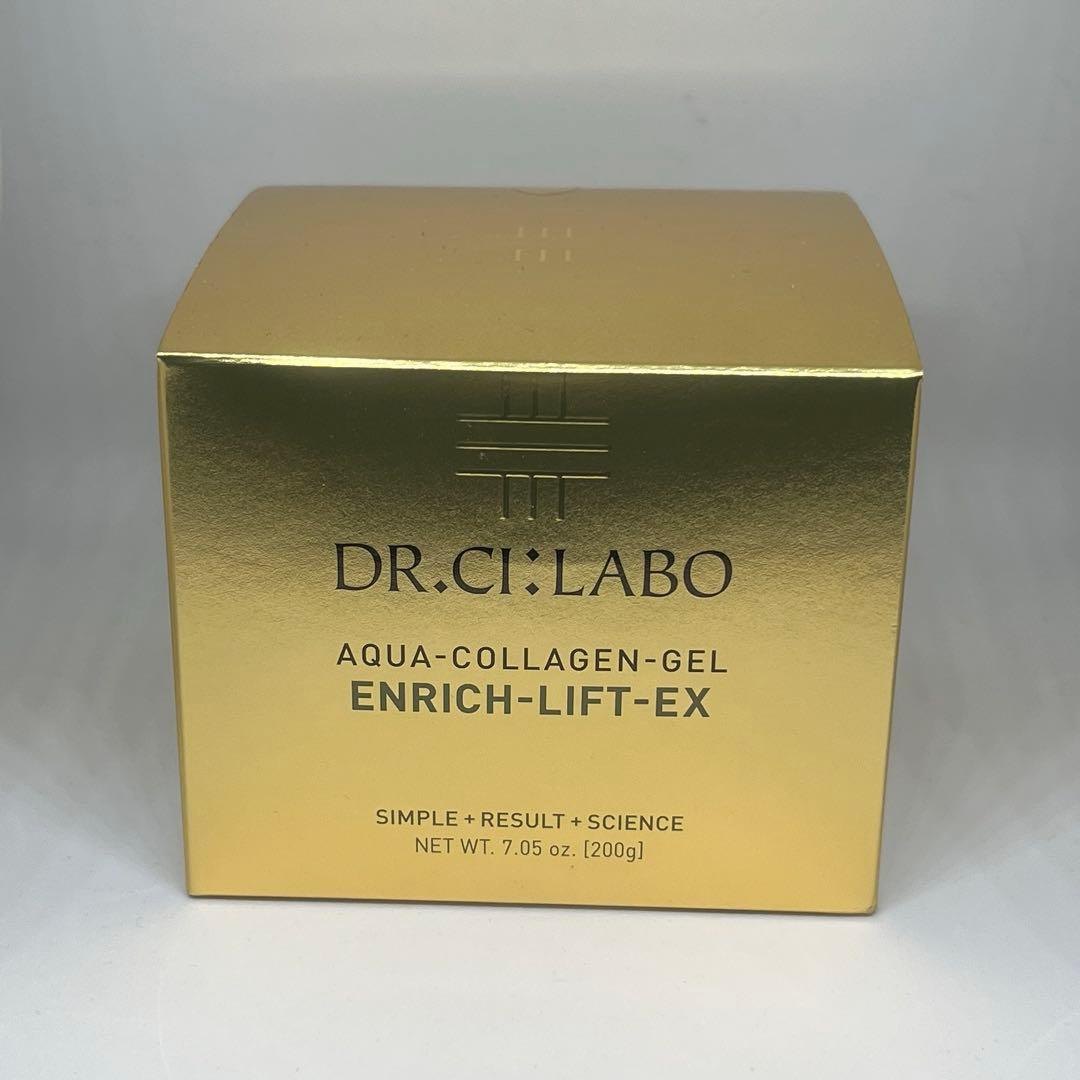 DR.CI:LABO
AQUA-COLLAGEN-GEL
ENRICH-LIFT-EX
SIMPLE + RESULT + SCIENCE
NET WT. 7.05 oz. [200g]